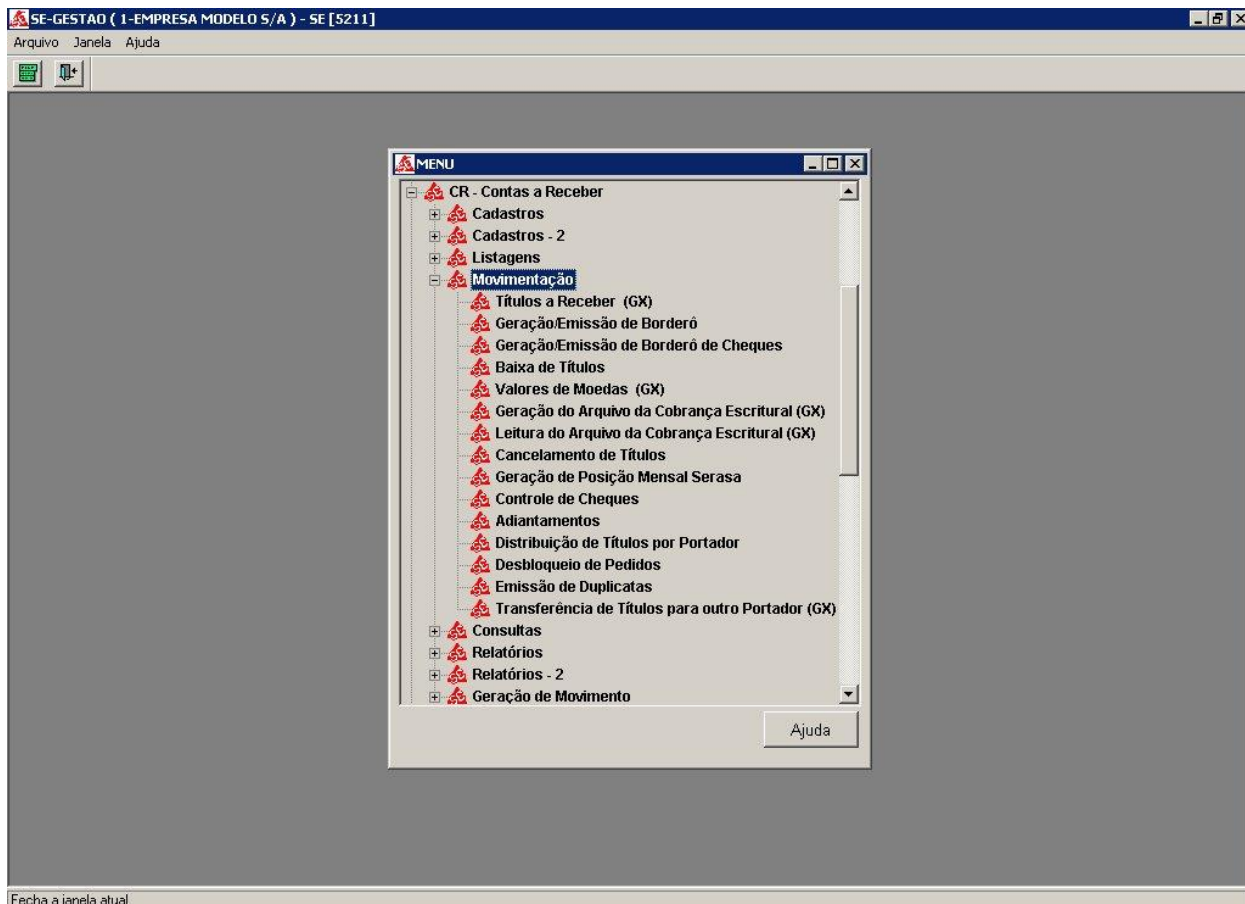 SE-GESTAO ( 1-EMPRESA MODELO S/A ) - SE [5211]
Arquivo Janela Ajuda
MENU
CR - Contas a Receber
Cadastros
Cadastros - 2
Listagens
Movimentação
Títulos a Receber (GX)
Geração/Emissão de Borderô
Geração/Emissão de Borderô de Cheques
Baixa de Títulos
Valores de Moedas (GX)
Geração do Arquivo da Cobrança Escritural (GX)
Leitura do Arquivo da Cobrança Escritural (GX)
Cancelamento de Títulos
Geração de Posição Mensal Serasa
Controle de Cheques
Adiantamentos
Distribuição de Títulos por Portador
Desbloqueio de Pedidos
Emissão de Duplicatas
Transferência de Títulos para outro Portador (GX)
Consultas
Relatórios
Relatórios - 2
Geração de Movimento
Ajuda
Fecha a janela atual